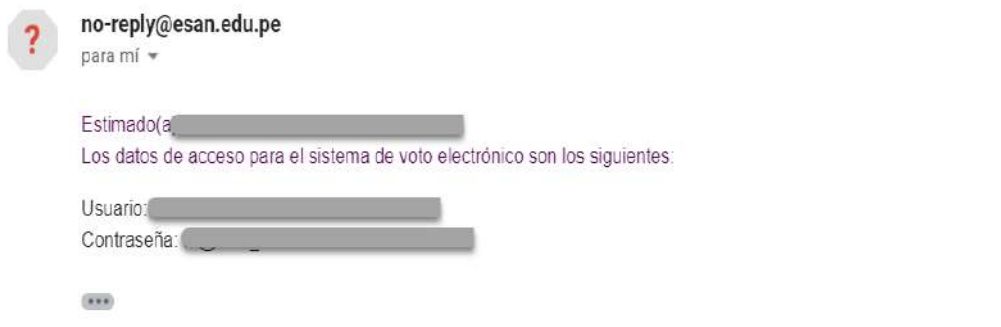 no-reply@esan.edu.pe
para mí
Estimado(a
Los datos de acceso para el sistema de voto electrónico son los siguientes:
Usuario:
Contraseña: